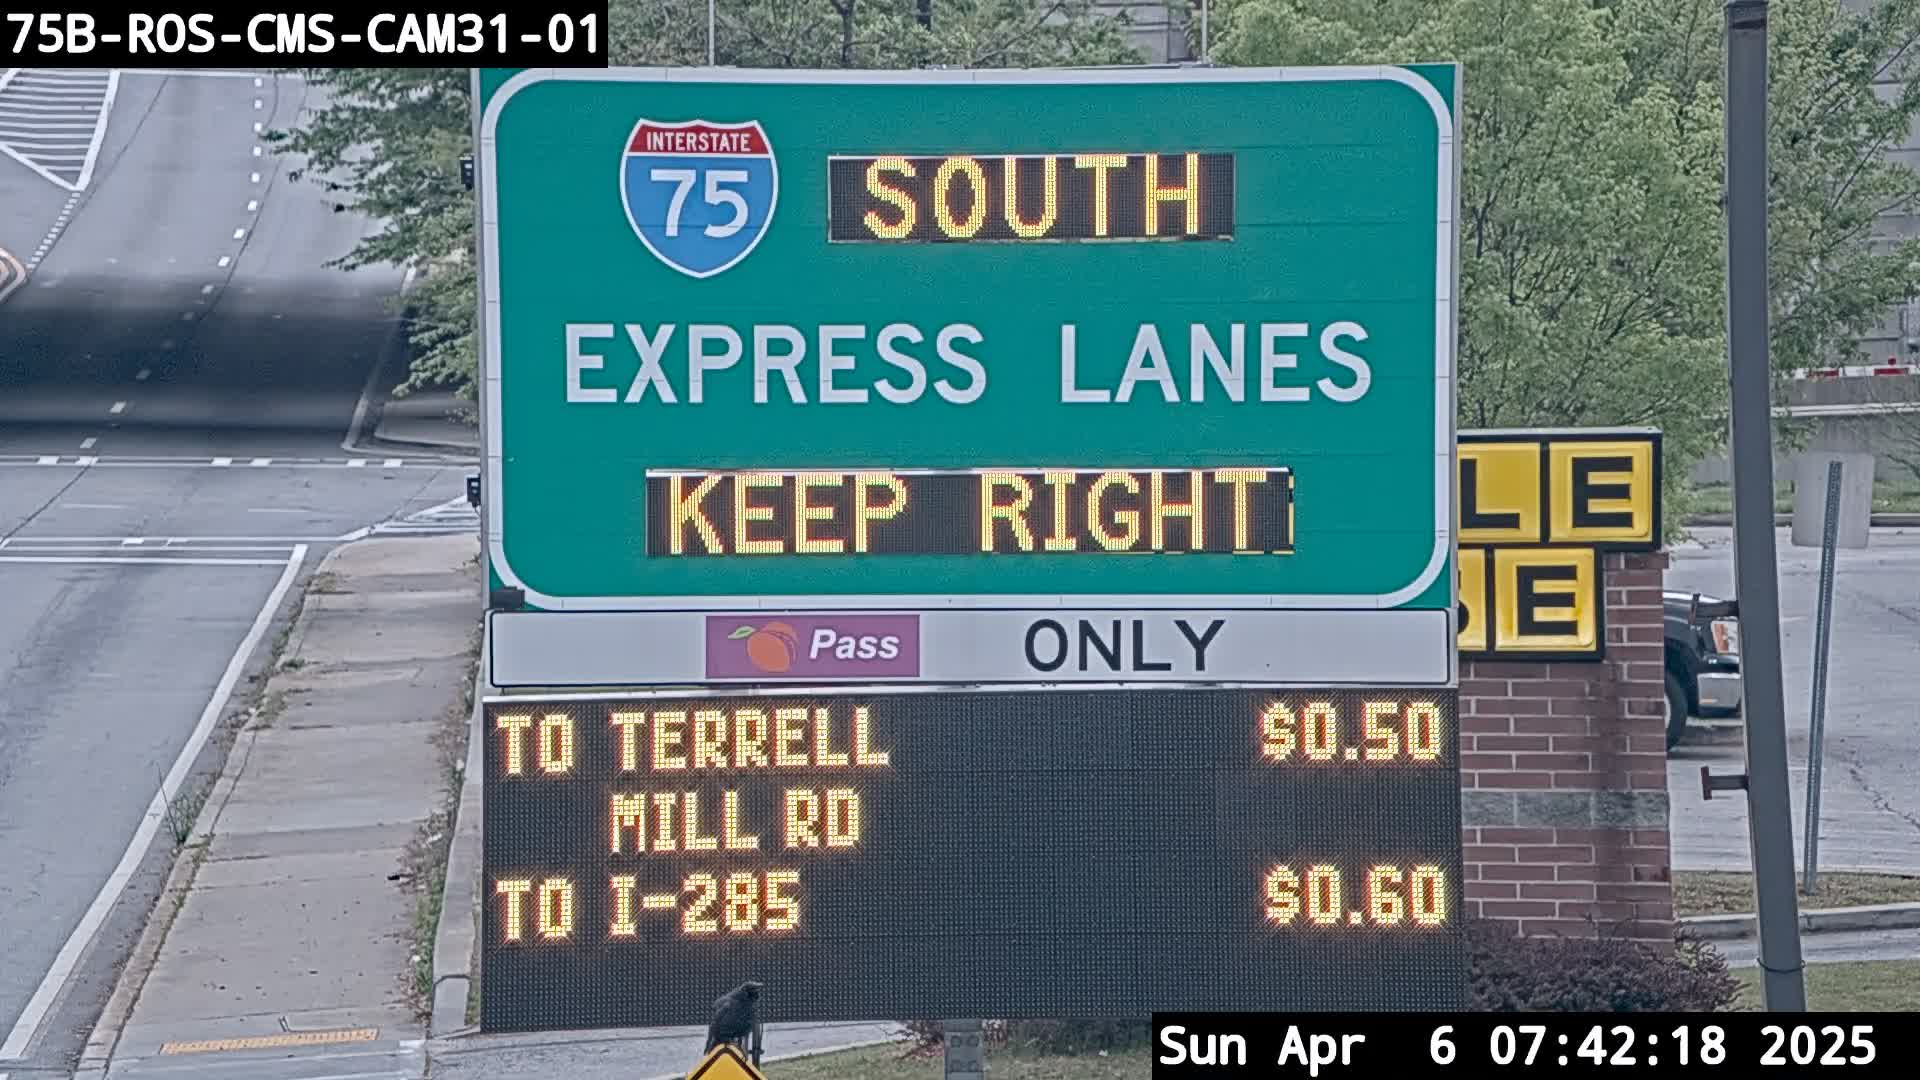 75B-ROS-CMS-CAM31-01
INTERSTATE
75
SOUTH
EXPRESS LANES
KEEP RIGHT
Pass ONLY
TO TERRELL $0.50
MILL RD
TO I-285 $0.60
LE
E
Sun Apr 6 07:42:18 2025